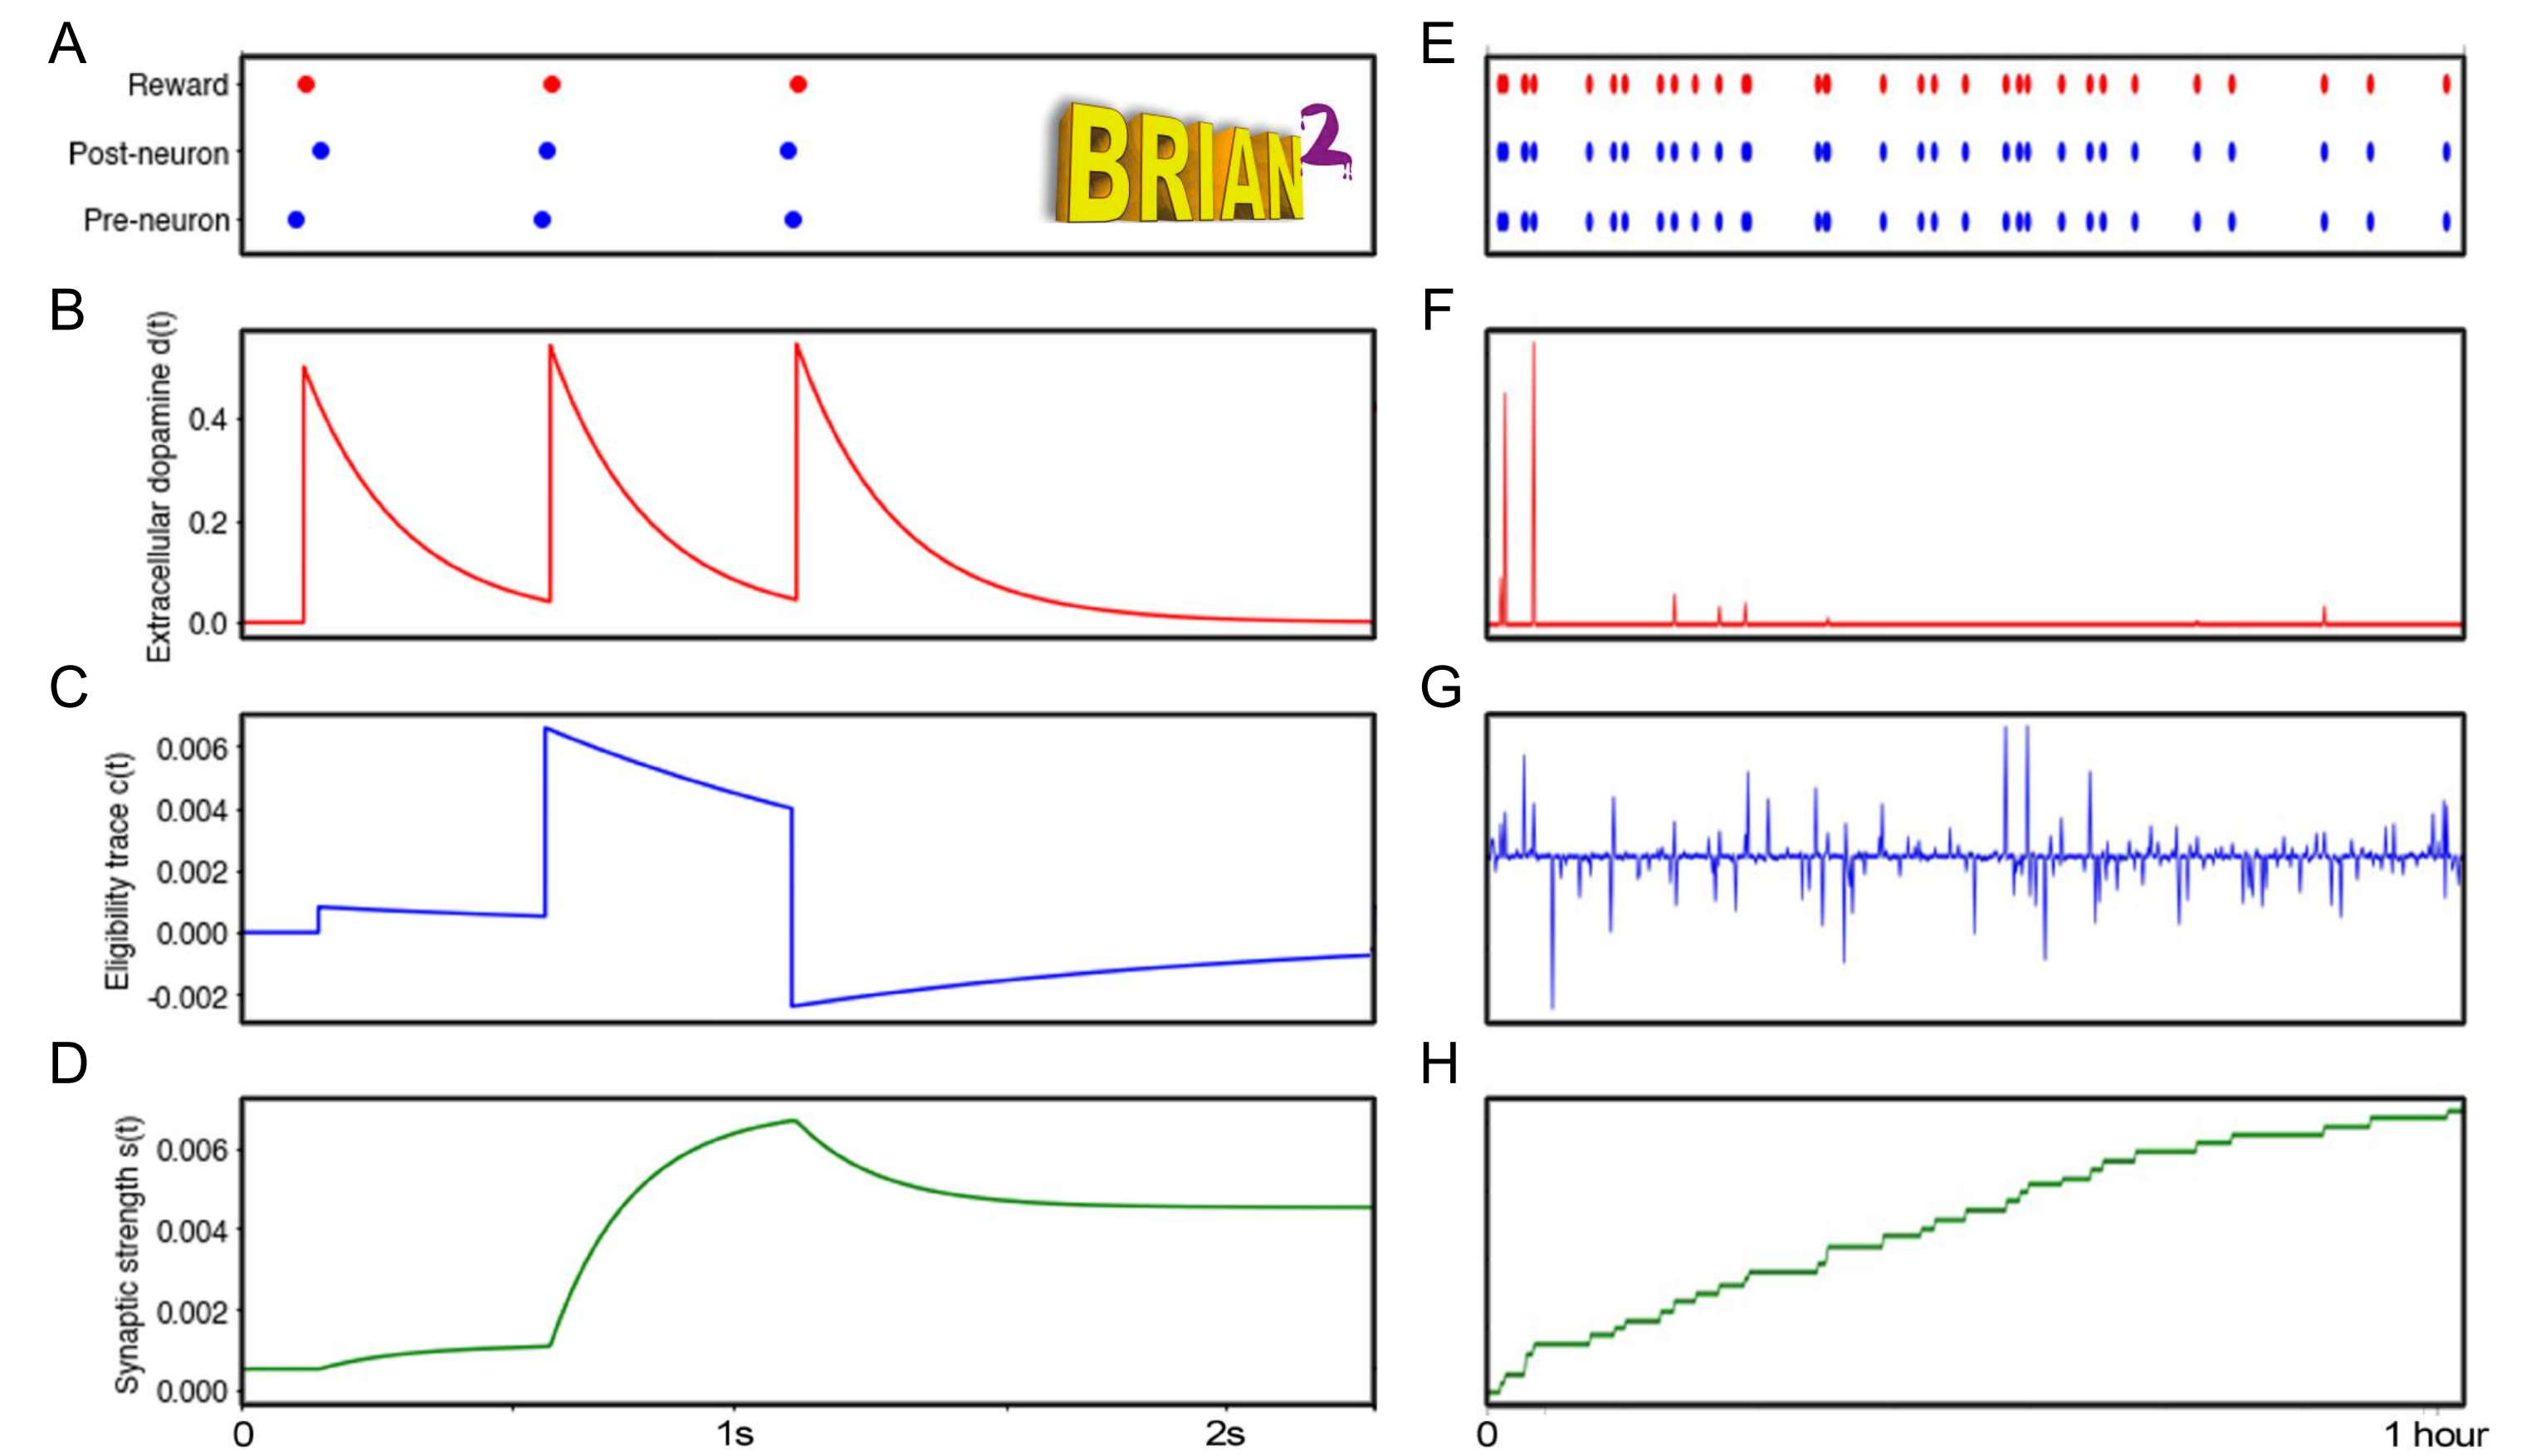 A
Reward
Post-neuron
Pre-neuron
BRIAN2
B
Extracellular dopamine d(t)
0.4
0.2
0.0
C
Eligibility trace c(t)
0.006
0.004
0.002
0.000
-0.002
D
Synaptic strength s(t)
0.006
0.004
0.002
0.000
0
1s
2s
E
F
G
H
0
1 hour